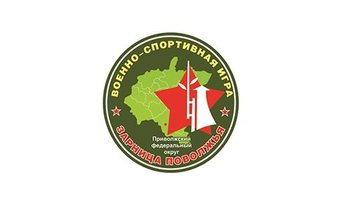 ВОЕННО-СПОРТИВНАЯ ИГРА
Приволжский
федеральный
округ
ЗАРНИЦА ПОВОЛЖЬЯ